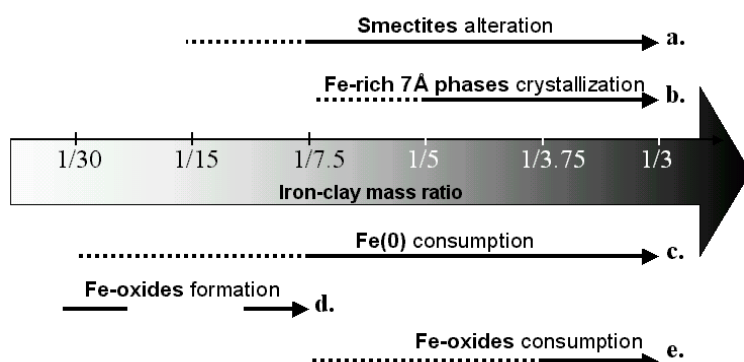 Smectites alteration
a.
Fe-rich 7Å phases crystallization
b.
1/30 1/15 1/7.5 1/5 1/3.75 1/3
Iron-clay mass ratio
Fe(0) consumption
c.
Fe-oxides formation
d.
Fe-oxides consumption
e.